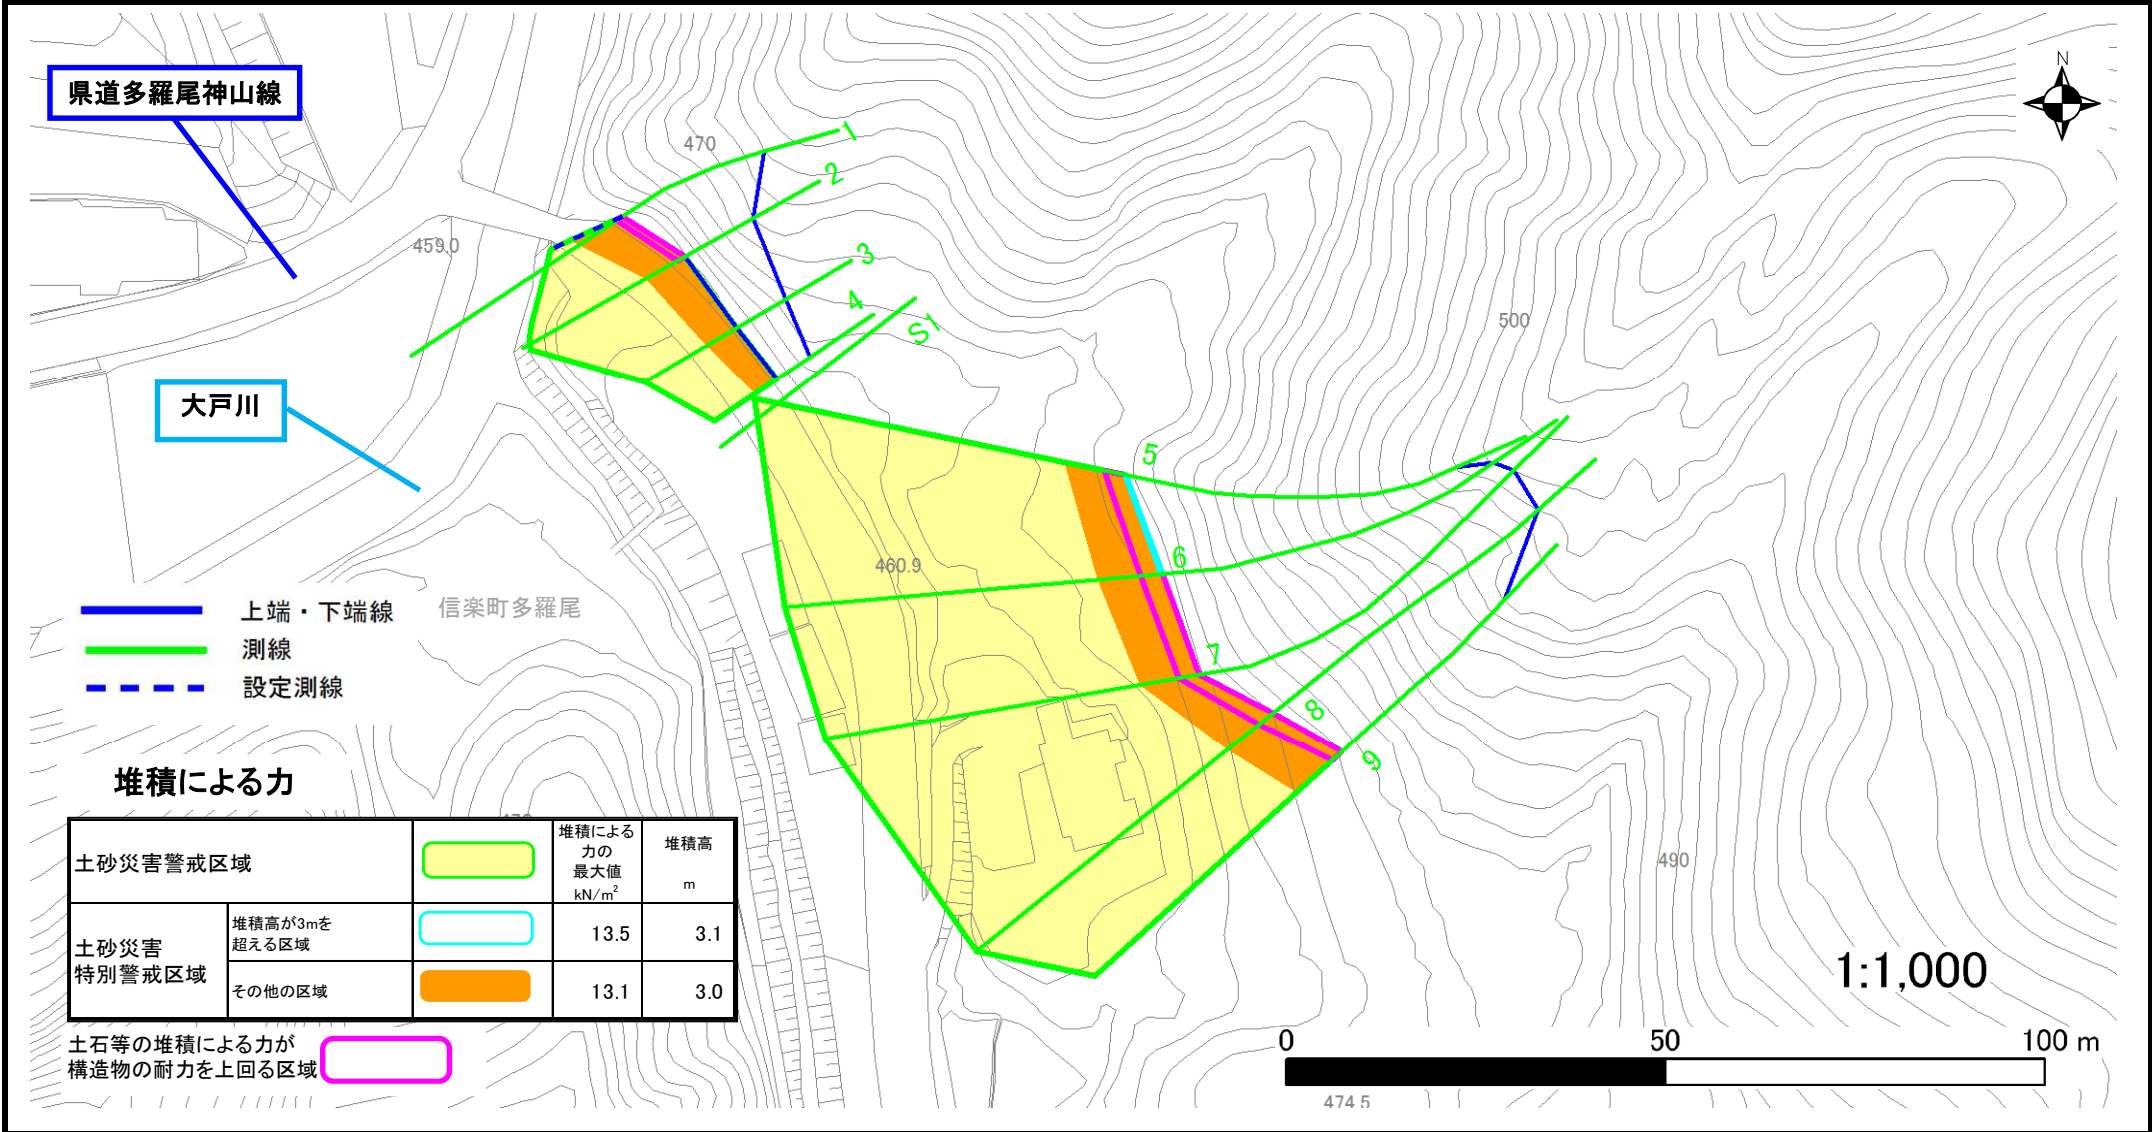 県道多羅尾神山線
N
470
1
2
459.0
3
4
S1
500
大戸川
5
6
460.9
上端・下端線
信楽町多羅尾
測線
7
設定測線
8
9
堆積による力
土砂災害警戒区域
堆積による
力の
最大値
kN/m²
堆積高
m
490
土砂災害
特別警戒区域
堆積高が3mを
超える区域
13.5
3.1
その他の区域
13.1
3.0
1:1,000
土石等の堆積による力が
構造物の耐力を上回る区域
0
50
100 m
474.5